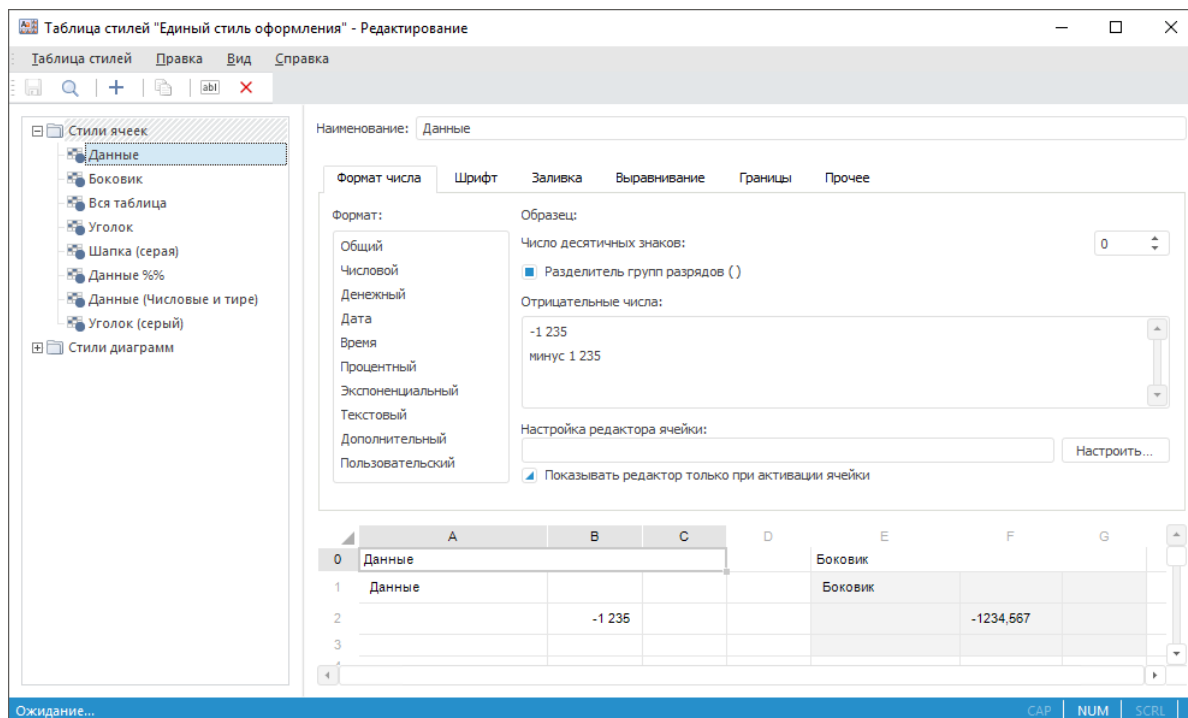 Таблица стилей "Единый стиль оформления" - Редактирование
Таблица стилей Правка Вид Справка
abI
Стили ячеек
Данные
Боковик
Вся таблица
Уголок
Шапка (серая)
Данные %%
Данные (Числовые и тире)
Уголок (серый)
Стили диаграмм
Наименование: Данные
Формат числа Шрифт Заливка Выравнивание Границы Прочее
Формат:
Общий
Числовой
Денежный
Дата
Время
Процентный
Экспоненциальный
Текстовый
Дополнительный
Пользовательский
Образец:
Число десятичных знаков: 0
Разделитель групп разрядов ( )
Отрицательные числа:
-1 235
минус 1 235
Настройка редактора ячейки:
Настроить...
Показывать редактор только при активации ячейки
A B C D E F G
0 Данные Боковик
1 Данные Боковик
2 -1 235 -1234,567
3
Ожидание... CAP NUM SCRL